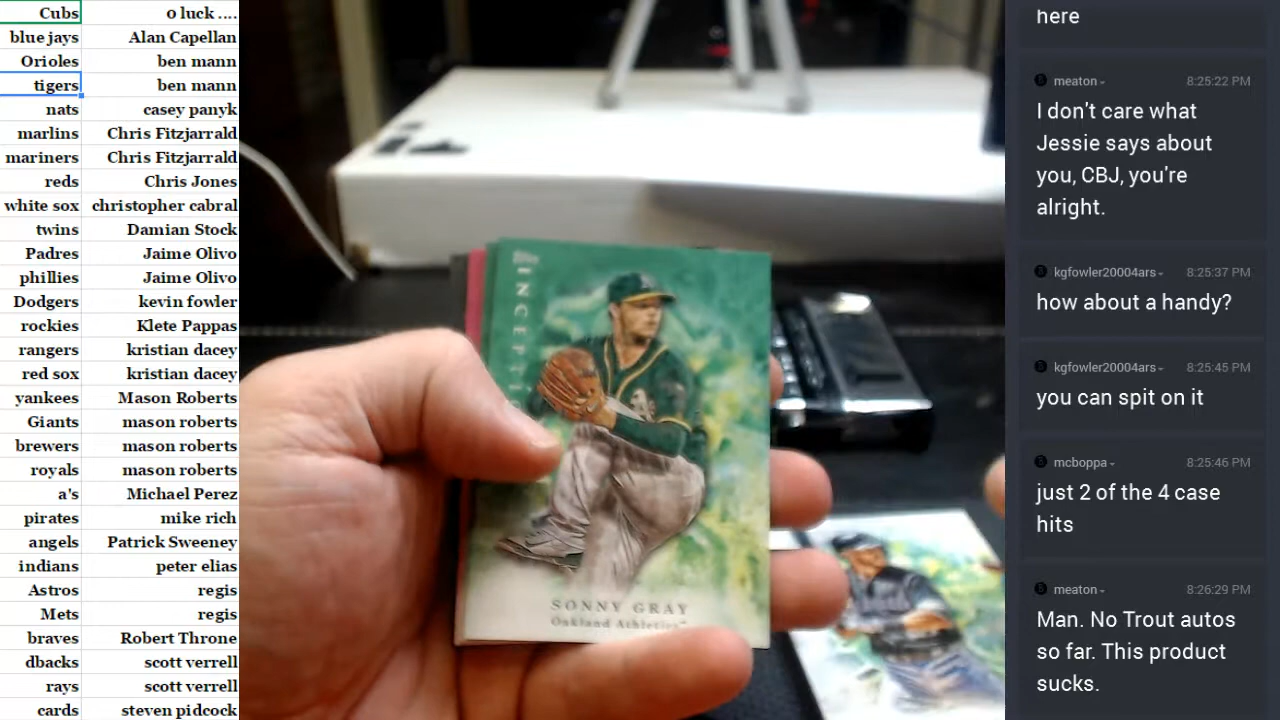 Cubs 0 luck ....
blue jays Alan Capellan
Orioles ben mann
tigers ben mann
nats casey panyk
marlins Chris Fitzjarrald
mariners Chris Fitzjarrald
reds Chris Jones
white sox christopher cabral
twins Damian Stock
Padres Jaime Olivo
phillies Jaime Olivo
Dodgers kevin fowler
rockies Klete Pappas
rangers kristian dacey
red sox kristian dacey
yankees Mason Roberts
Giants mason roberts
brewers mason roberts
royals mason roberts
a's Michael Perez
pirates mike rich
angels Patrick Sweeney
indians peter elias
Astros regis
Mets regis
braves Robert Throne
dbacks scott verrell
rays scott verrell
cards steven pidcock
SONNY GRAY
Oakland Athletics™
here
meaton 8:25:22 PM
I don't care what
Jessie says about
you, CBJ, you're
alright.
kgfowler20004ars 8:25:37 PM
how about a handy?
kgfowler20004ars 8:25:45 PM
you can spit on it
mcboppa 8:25:46 PM
just 2 of the 4 case
hits
meaton 8:26:29 PM
Man. No Trout autos
so far. This product
sucks.